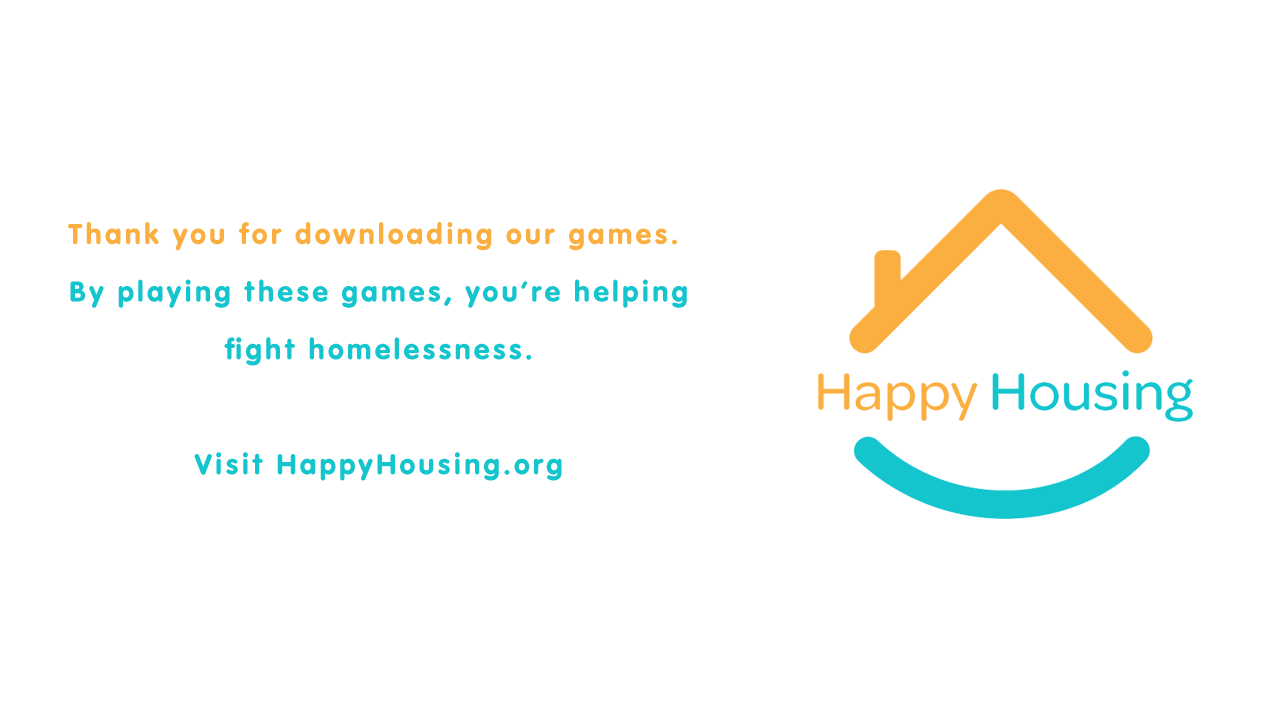 Thank you for downloading our games.
By playing these games, you’re helping
fight homelessness.
Visit HappyHousing.org
Happy Housing